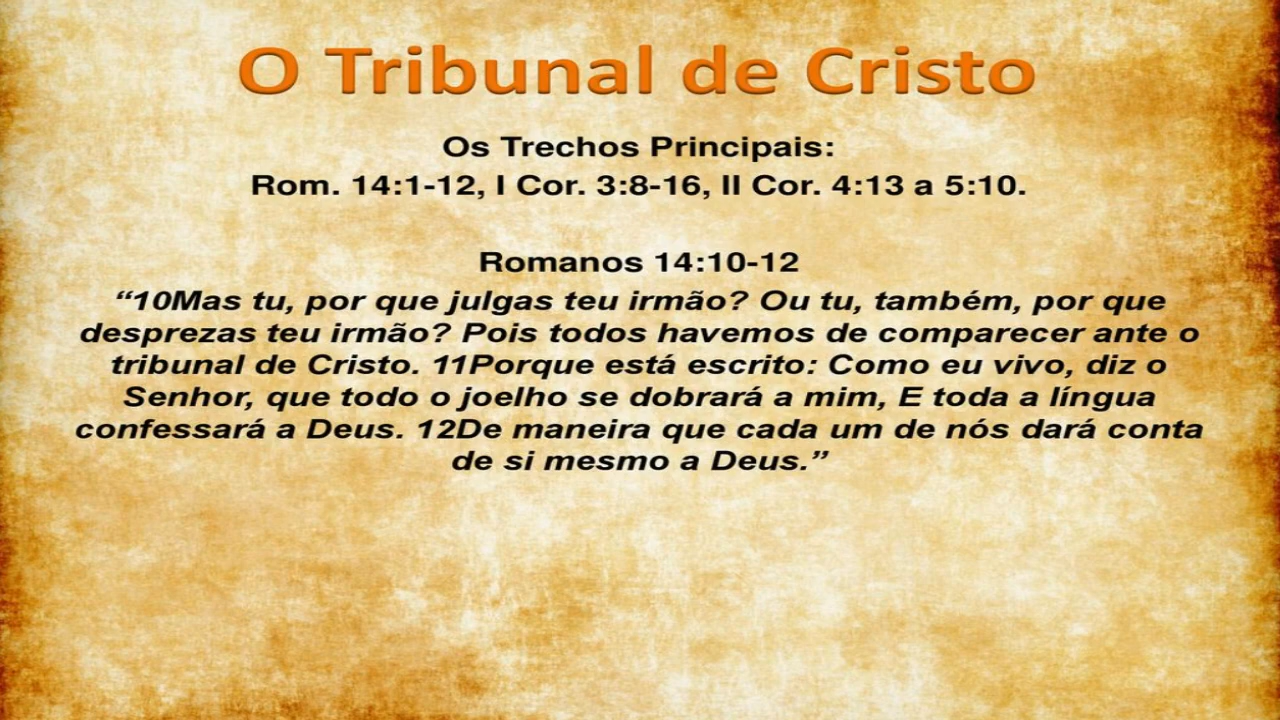 O Tribunal de Cristo
Os Trechos Principais:
Rom. 14:1-12, I Cor. 3:8-16, II Cor. 4:13 a 5:10.
Romanos 14:10-12
“10Mas tu, por que julgas teu irmão? Ou tu, também, por que
desprezas teu irmão? Pois todos havemos de comparecer ante o
tribunal de Cristo. 11Porque está escrito: Como eu vivo, diz o
Senhor, que todo o joelho se dobrará a mim, E toda a língua
confessará a Deus. 12De maneira que cada um de nós dará conta
de si mesmo a Deus.”